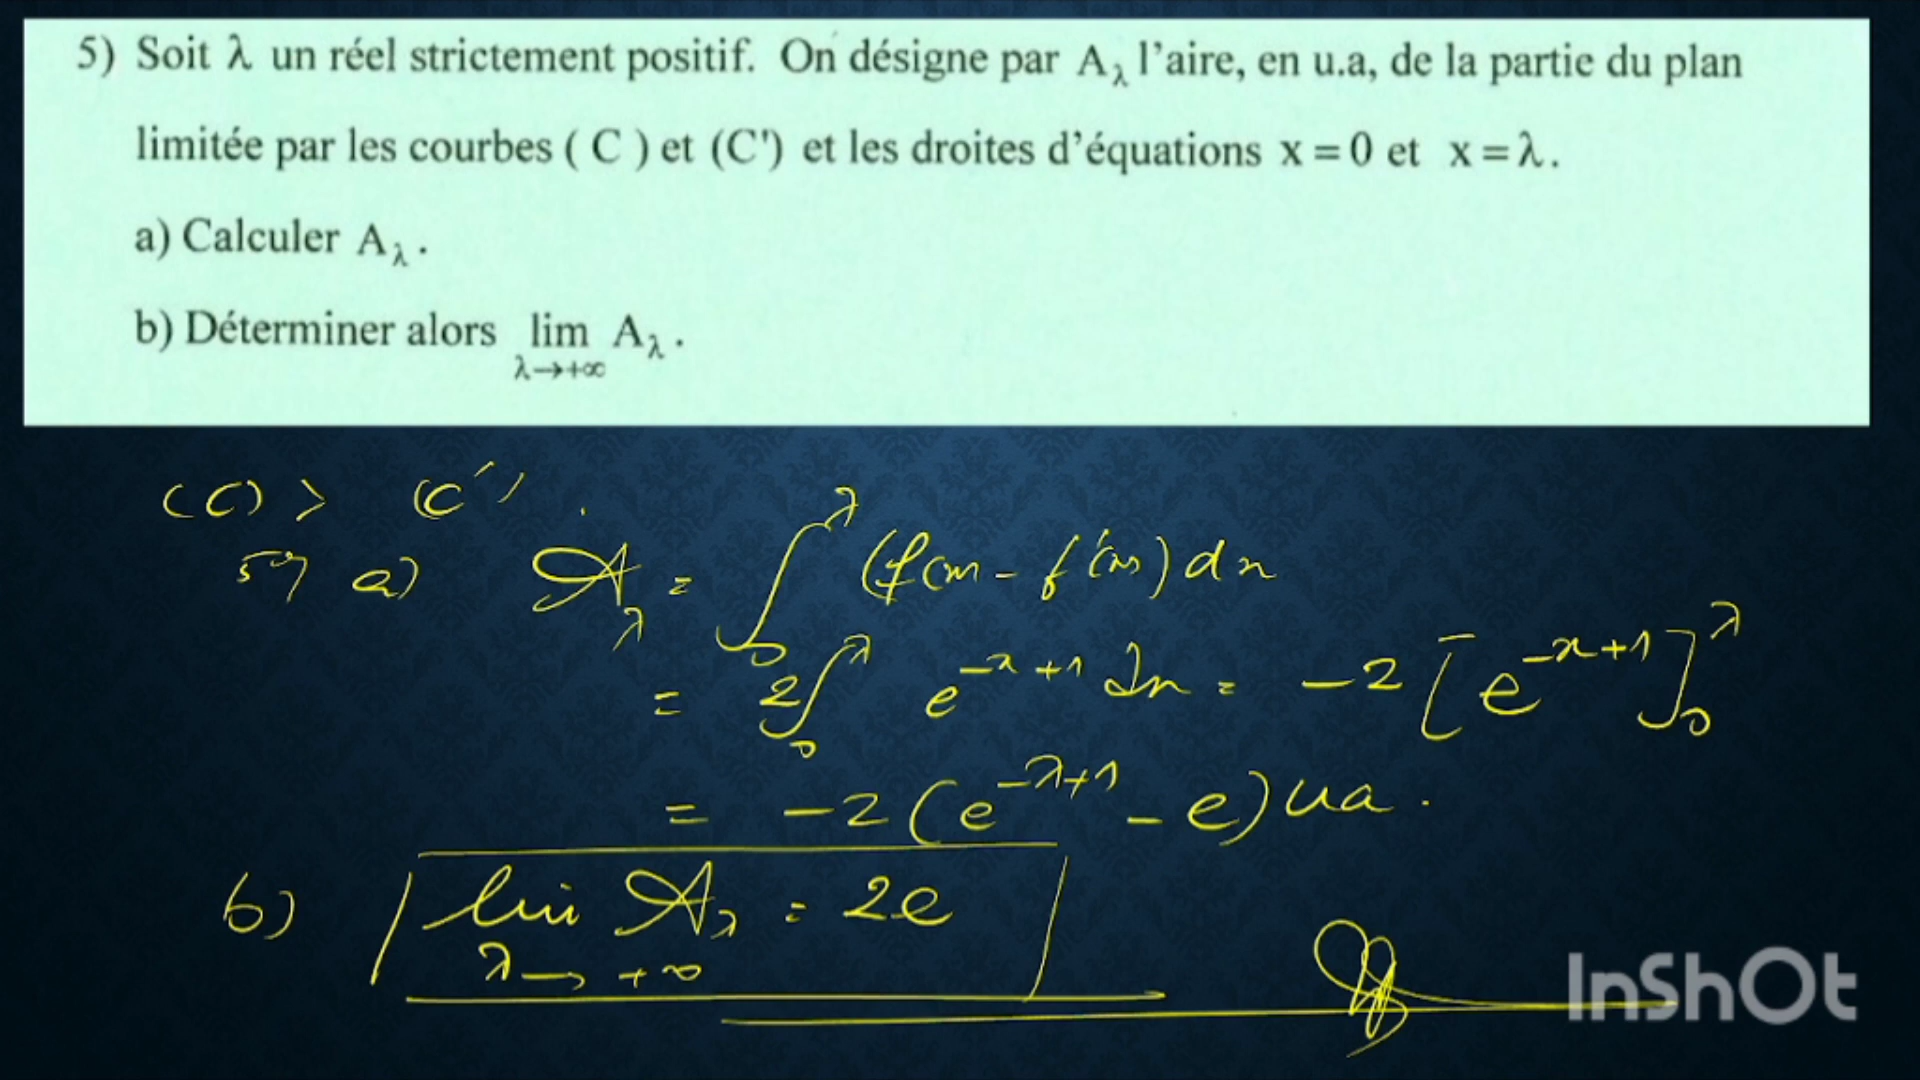 5) Soit λ un réel strictement positif. On désigne par A_λ l'aire, en u.a, de la partie du plan
limitée par les courbes ( C ) et (C') et les droites d'équations x = 0 et x = λ.
a) Calculer A_λ.
b) Déterminer alors lim A_λ.
λ→+∞
(C) > (C').
5°) a) A_λ = ∫_0^λ (f(x) - f'(x)) dx
= 2∫_0^λ e^{-x+1} dx = -2 [e^{-x+1}]_0^λ
= -2 (e^{-λ+1} - e) ua.
b) lim A_λ = 2e
λ→ +∞
InShOt